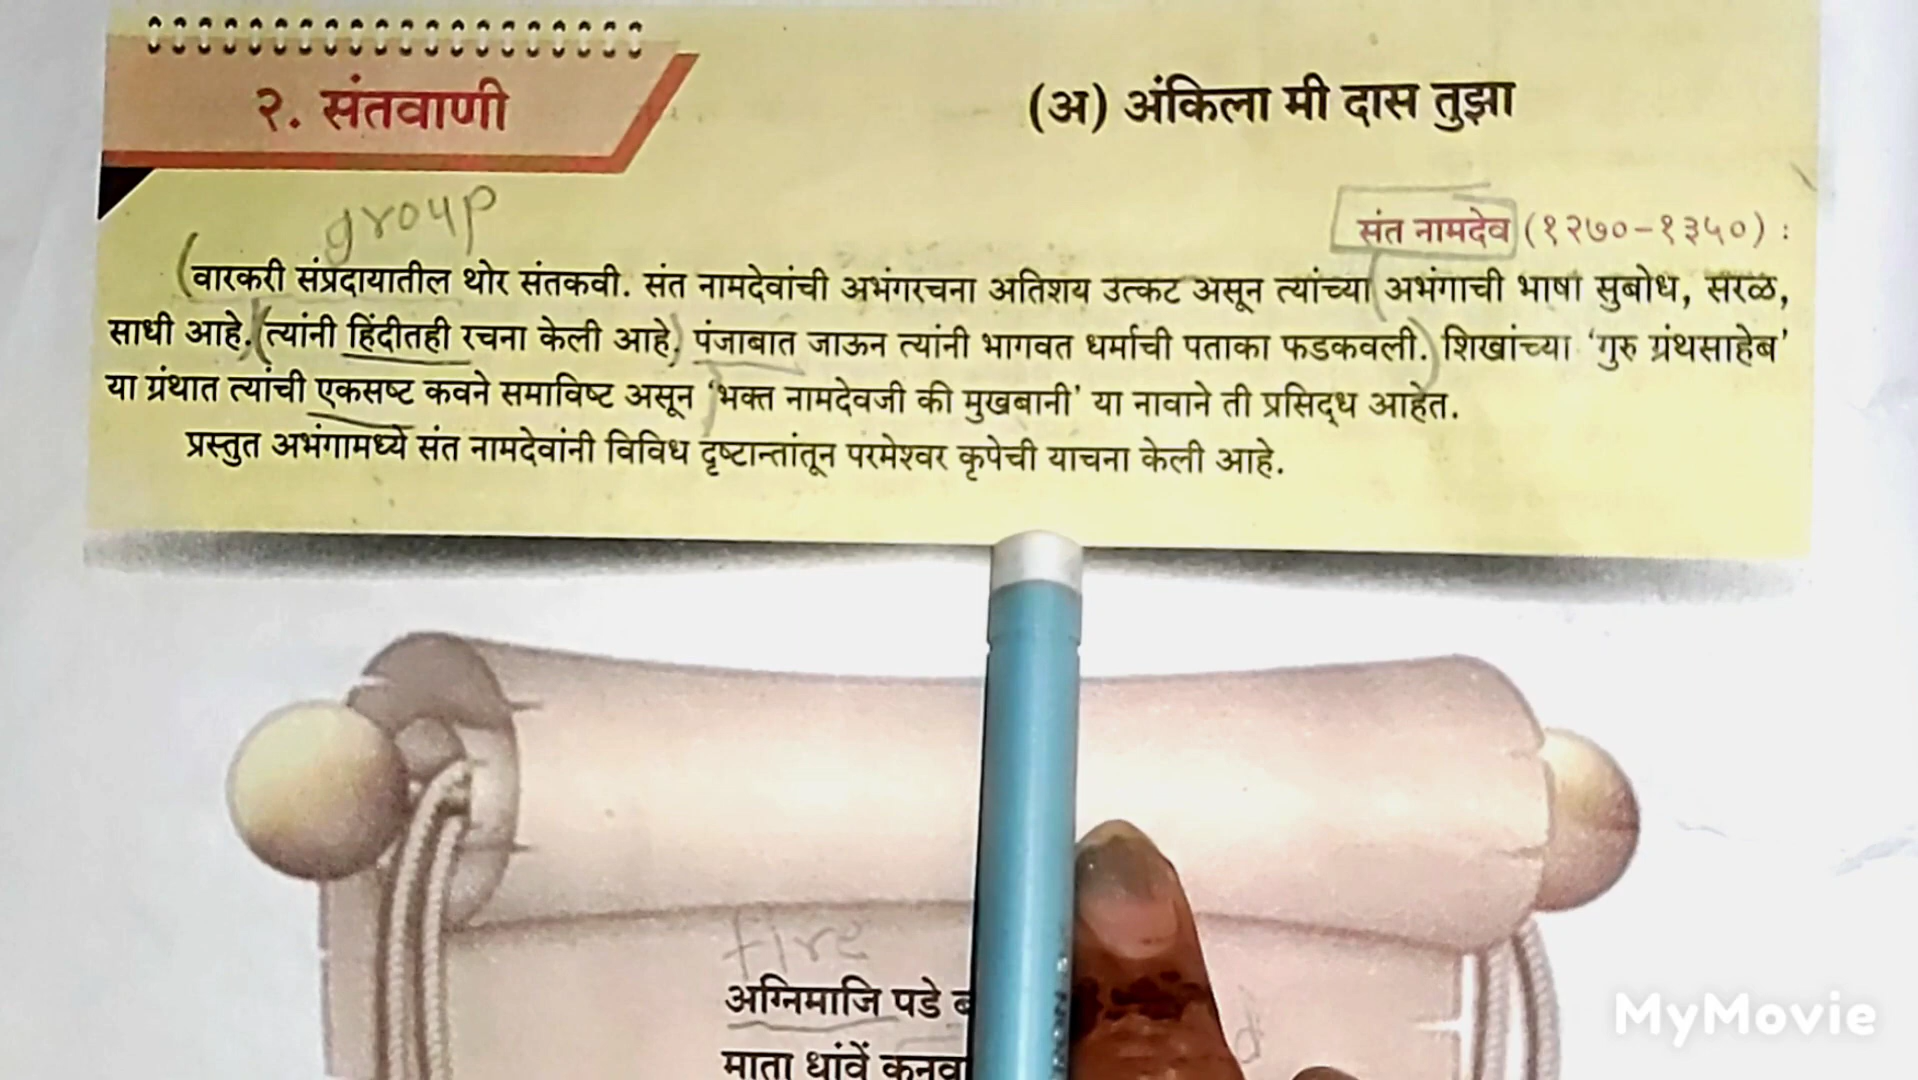 २. संतवाणी
(अ) अंकिला मी दास तुझा
group
संत नामदेव (१२७०-१३५०) :
वारकरी संप्रदायातील थोर संतकवी. संत नामदेवांची अभंगरचना अतिशय उत्कट असून त्यांच्या अभंगाची भाषा सुबोध, सरळ,
साधी आहे. त्यांनी हिंदीतही रचना केली आहे. पंजाबात जाऊन त्यांनी भागवत धर्माची पताका फडकवली. शिखांच्या ‘गुरु ग्रंथसाहेब’
या ग्रंथात त्यांची एकसष्ट कवने समाविष्ट असून ‘भक्त नामदेवजी की मुखबानी’ या नावाने ती प्रसिद्ध आहेत.
प्रस्तुत अभंगामध्ये संत नामदेवांनी विविध दृष्टान्तांतून परमेश्वर कृपेची याचना केली आहे.
fire
अग्निमाजि पडे
माता धांवें
MyMovie